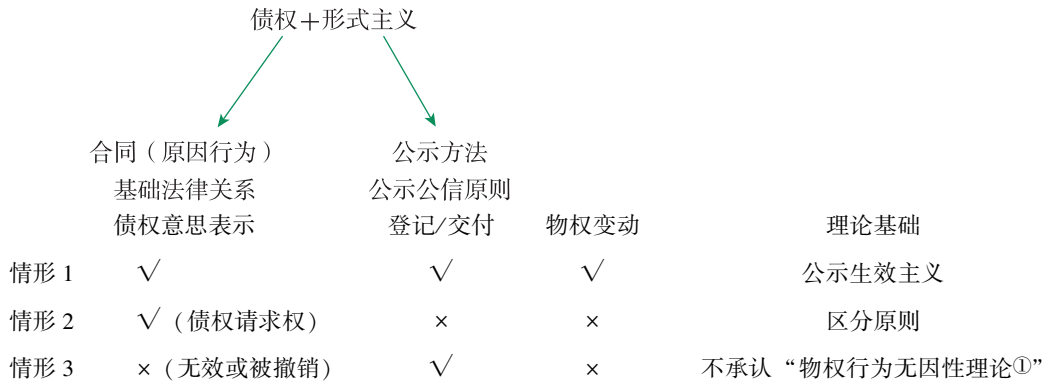 债权+形式主义
合同（原因行为） 公示方法
基础法律关系 公示公信原则
债权意思表示 登记/交付 物权变动 理论基础
情形 1 √ √ √ 公示生效主义
情形 2 √（债权请求权） × × 区分原则
情形 3 ×（无效或被撤销） √ × 不承认“物权行为无因性理论①”